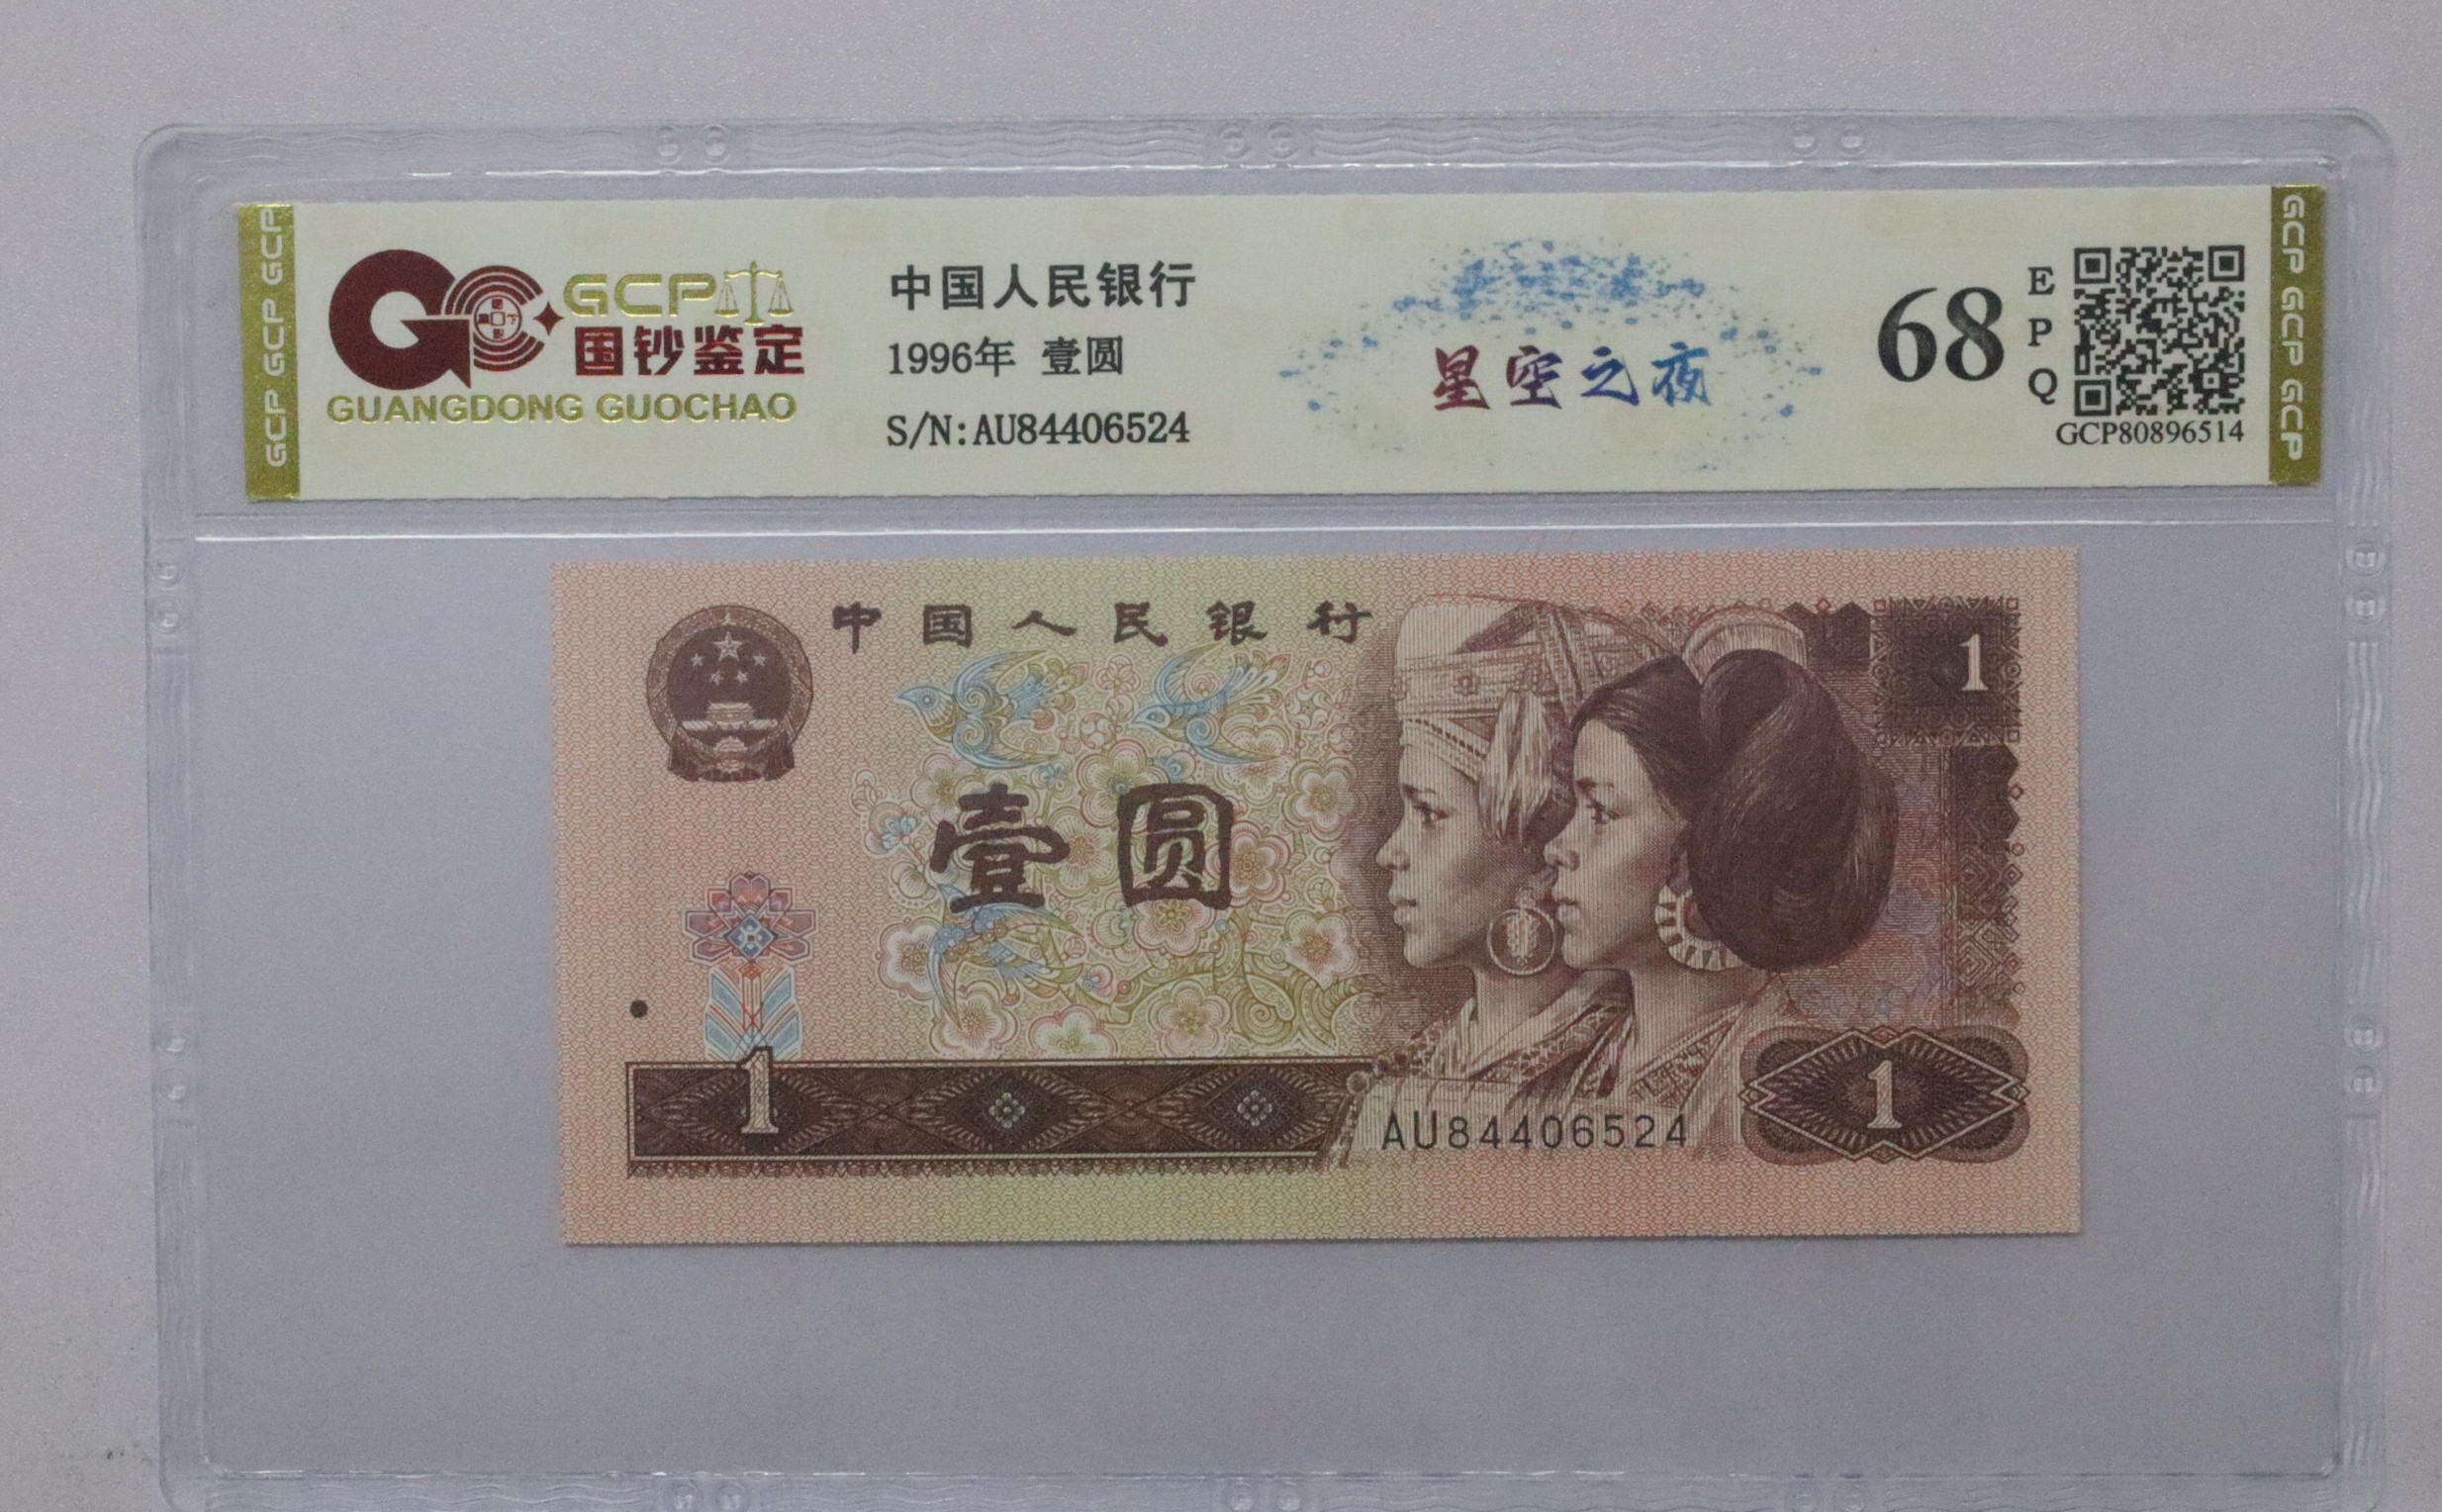 GCP GCP GCP
GCP
国钞鉴定
GUANGDONG GUOCHAO
中国人民银行
1996年 壹圆
S/N:AU84406524
星空之夜
68
EPQ
GCP80896514
GCP GCP GCP
中国人民银行
1
壹圆
1
AU84406524
1